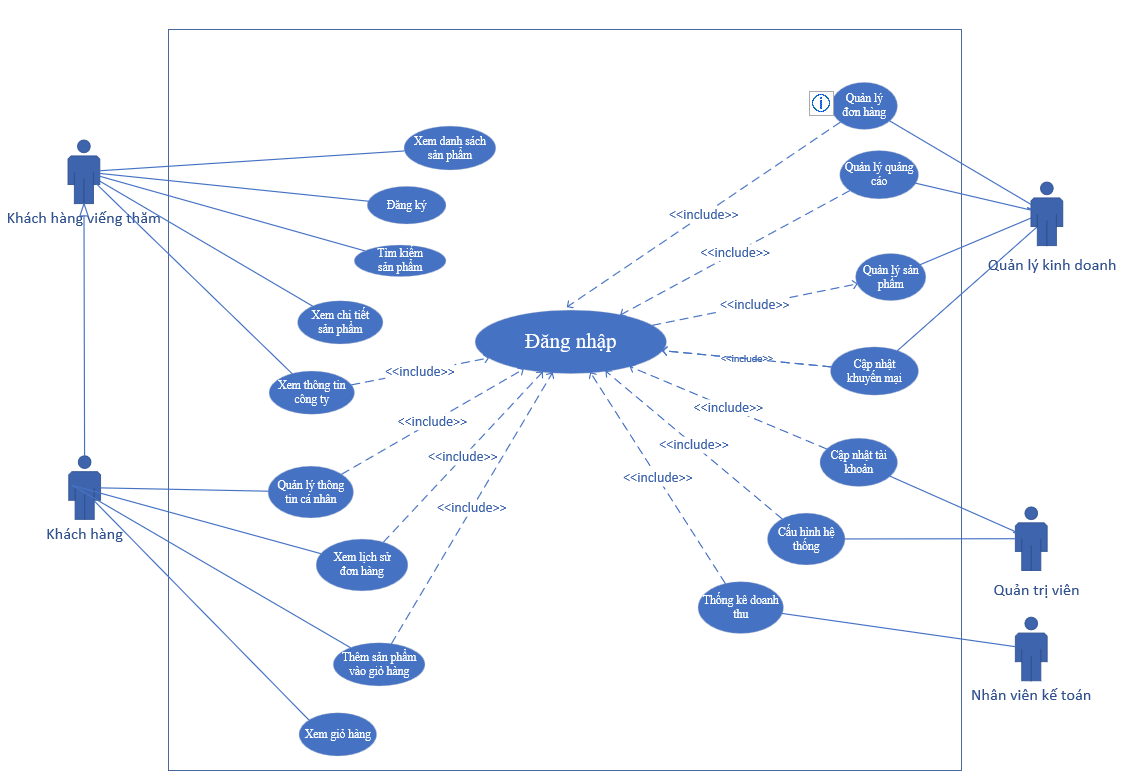 Quản lý
đơn hàng
Xem danh sách
sản phẩm
Quản lý quảng
cáo
Đăng ký
Khách hàng viếng thăm
<<include>>
Tìm kiếm
sản phẩm
<<include>>
Quản lý kinh doanh
Quản lý sản
phẩm
<<include>>
Xem chi tiết
sản phẩm
Đăng nhập
<<include>>
Cập nhật
khuyến mại
<<include>>
Xem thông tin
công ty
<<include>>
<<include>>
<<include>>
<<include>>
Cập nhật tài
khoản
<<include>>
Quản lý thông
tin cá nhân
<<include>>
Khách hàng
Cấu hình hệ
thống
Xem lịch sử
đơn hàng
Quản trị viên
Thống kê doanh
thu
Thêm sản phẩm
vào giỏ hàng
Nhân viên kế toán
Xem giỏ hàng